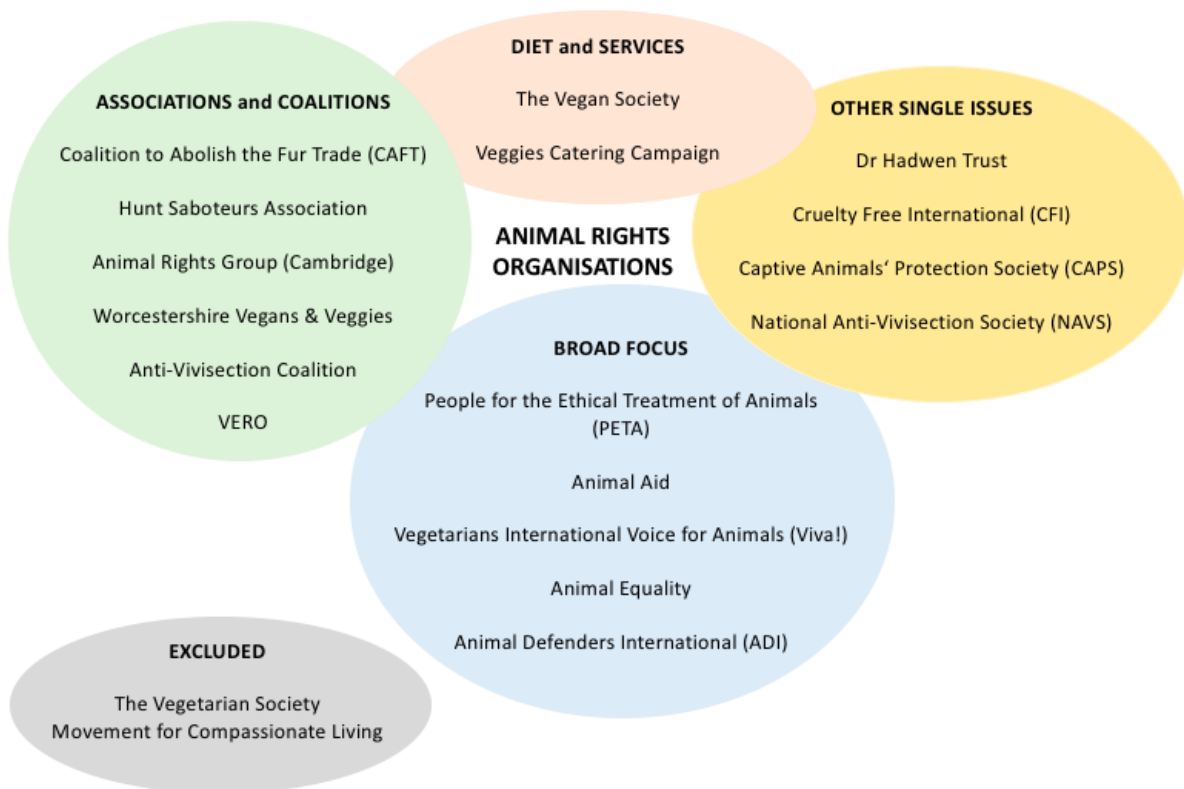 DIET and SERVICES
The Vegan Society
Veggies Catering Campaign
ASSOCIATIONS and COALITIONS
Coalition to Abolish the Fur Trade (CAFT)
Hunt Saboteurs Association
Animal Rights Group (Cambridge)
Worcestershire Vegans & Veggies
Anti-Vivisection Coalition
VERO
OTHER SINGLE ISSUES
Dr Hadwen Trust
Cruelty Free International (CFI)
Captive Animals‘ Protection Society (CAPS)
National Anti-Vivisection Society (NAVS)
ANIMAL RIGHTS
ORGANISATIONS
BROAD FOCUS
People for the Ethical Treatment of Animals
(PETA)
Animal Aid
Vegetarians International Voice for Animals (Viva!)
Animal Equality
Animal Defenders International (ADI)
EXCLUDED
The Vegetarian Society
Movement for Compassionate Living